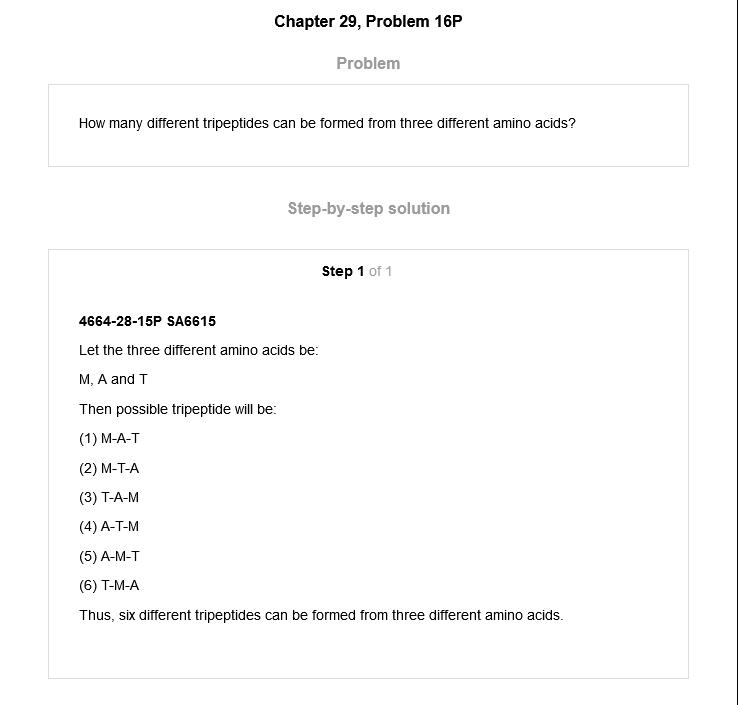 Chapter 29, Problem 16P
Problem
How many different tripeptides can be formed from three different amino acids?
Step-by-step solution
Step 1 of 1
4664-28-15P SA6615
Let the three different amino acids be:
M, A and T
Then possible tripeptide will be:
(1) M-A-T
(2) M-T-A
(3) T-A-M
(4) A-T-M
(5) A-M-T
(6) T-M-A
Thus, six different tripeptides can be formed from three different amino acids.